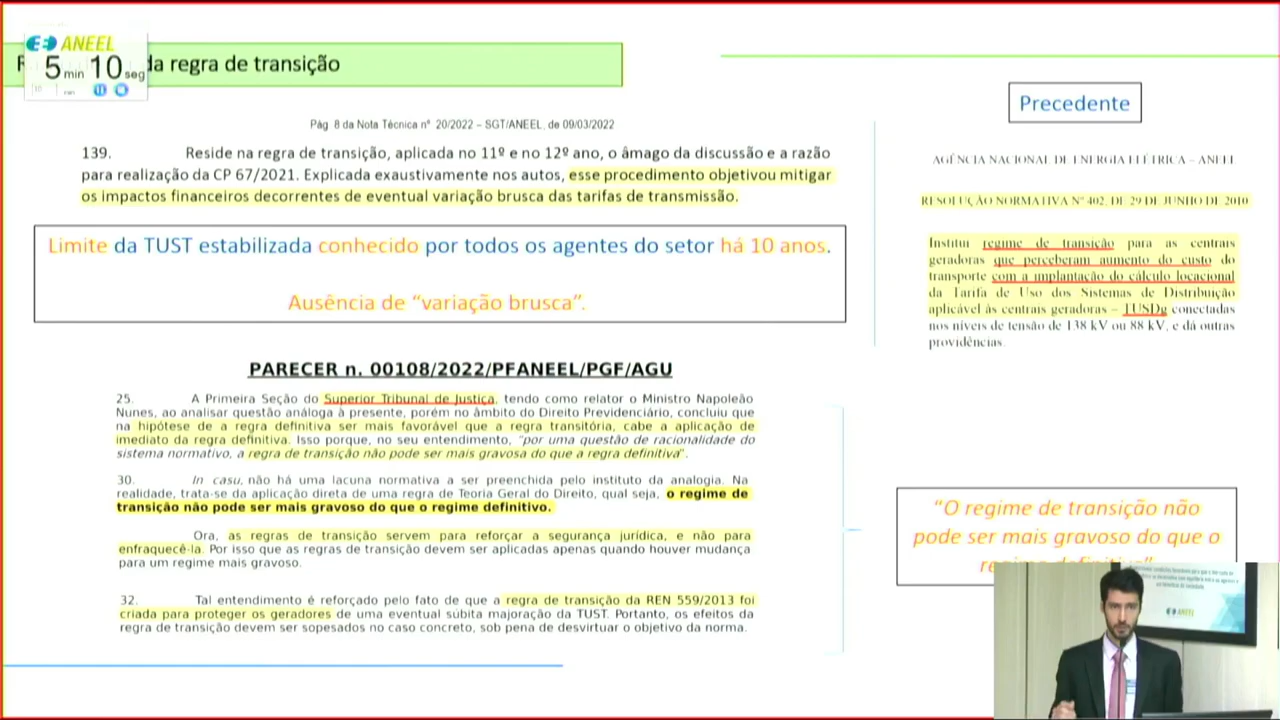 ANEEL
5 min 10 seg
da regra de transição
Pág 8 da Nota Técnica nº 20/2022 – SGT/ANEEL, de 09/03/2022
139. Reside na regra de transição, aplicada no 11º e no 12º ano, o âmago da discussão e a razão
para realização da CP 67/2021. Explicada exaustivamente nos autos, esse procedimento objetivou mitigar
os impactos financeiros decorrentes de eventual variação brusca das tarifas de transmissão.
Limite da TUST estabilizada conhecido por todos os agentes do setor há 10 anos.
Ausência de “variação brusca”.
PARECER n. 00108/2022/PFANEEL/PGF/AGU
25. A Primeira Seção do Superior Tribunal de Justiça, tendo como relator o Ministro Napoleão
Nunes, ao analisar questão análoga à presente, porém no âmbito do Direito Previdenciário, concluiu que
na hipótese de a regra definitiva ser mais favorável que a regra transitória, cabe a aplicação de
imediato da regra definitiva. Isso porque, no seu entendimento, "por uma questão de racionalidade do
sistema normativo, a regra de transição não pode ser mais gravosa do que a regra definitiva".
30. In casu, não há uma lacuna normativa a ser preenchida pelo instituto da analogia. Na
realidade, trata-se da aplicação direta de uma regra de Teoria Geral do Direito, qual seja, o regime de
transição não pode ser mais gravoso do que o regime definitivo.
Ora, as regras de transição servem para reforçar a segurança jurídica, e não para
enfraquecê-la. Por isso que as regras de transição devem ser aplicadas apenas quando houver mudança
para um regime mais gravoso.
32. Tal entendimento é reforçado pelo fato de que a regra de transição da REN 559/2013 foi
criada para proteger os geradores de uma eventual súbita majoração da TUST. Portanto, os efeitos da
regra de transição devem ser sopesados no caso concreto, sob pena de desvirtuar o objetivo da norma.
Precedente
AGÊNCIA NACIONAL DE ENERGIA ELÉTRICA – ANEEL
RESOLUÇÃO NORMATIVA Nº 402, DE 29 DE JUNHO DE 2010
Institui regime de transição para as centrais
geradoras que perceberam aumento do custo do
transporte com a implantação do cálculo locacional
da Tarifa de Uso dos Sistemas de Distribuição
aplicável às centrais geradoras – TUSDg conectadas
nos níveis de tensão de 138 kV ou 88 kV, e dá outras
providências.
“O regime de transição não
pode ser mais gravoso do que o
regime definitivo”
ANEEL